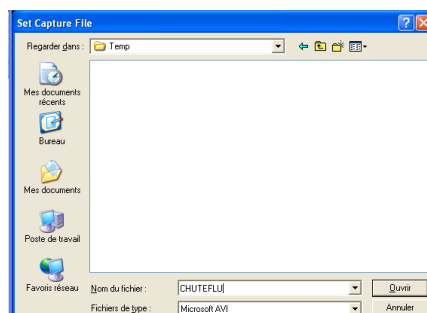 Set Capture File
Regarder dans :
Temp
Mes documents
récents
Bureau
Mes documents
Poste de travail
Favoris réseau
Nom du fichier :
CHUTEFLU
Ouvrir
Fichiers de type :
Microsoft AVI
Annuler